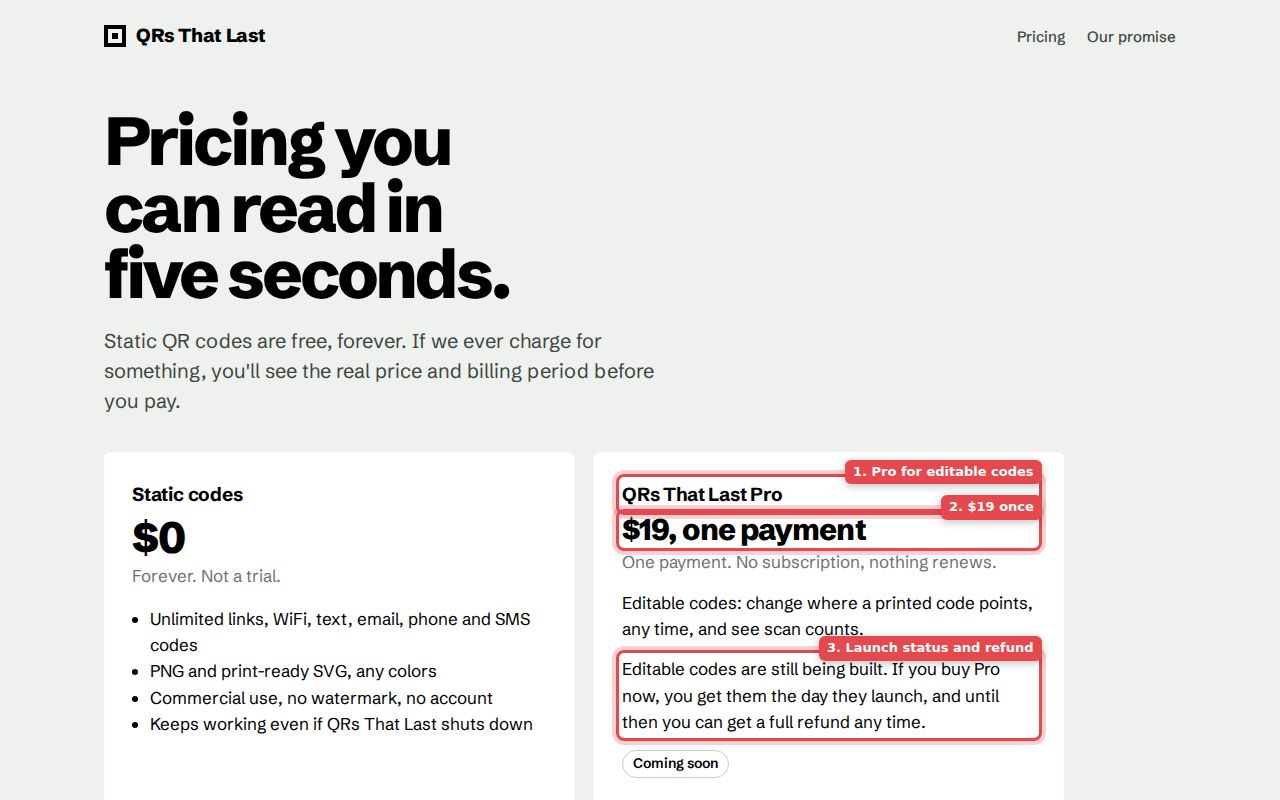 QRs That Last
Pricing Our promise
Pricing you
can read in
five seconds.
Static QR codes are free, forever. If we ever charge for
something, you'll see the real price and billing period before
you pay.
Static codes
$0
Forever. Not a trial.
Unlimited links, WiFi, text, email, phone and SMS
codes
PNG and print-ready SVG, any colors
Commercial use, no watermark, no account
Keeps working even if QRs That Last shuts down
1. Pro for editable codes
QRs That Last Pro
2. $19 once
$19, one payment
One payment. No subscription, nothing renews.
Editable codes: change where a printed code points,
any time, and see scan counts.
3. Launch status and refund
Editable codes are still being built. If you buy Pro
now, you get them the day they launch, and until
then you can get a full refund any time.
Coming soon